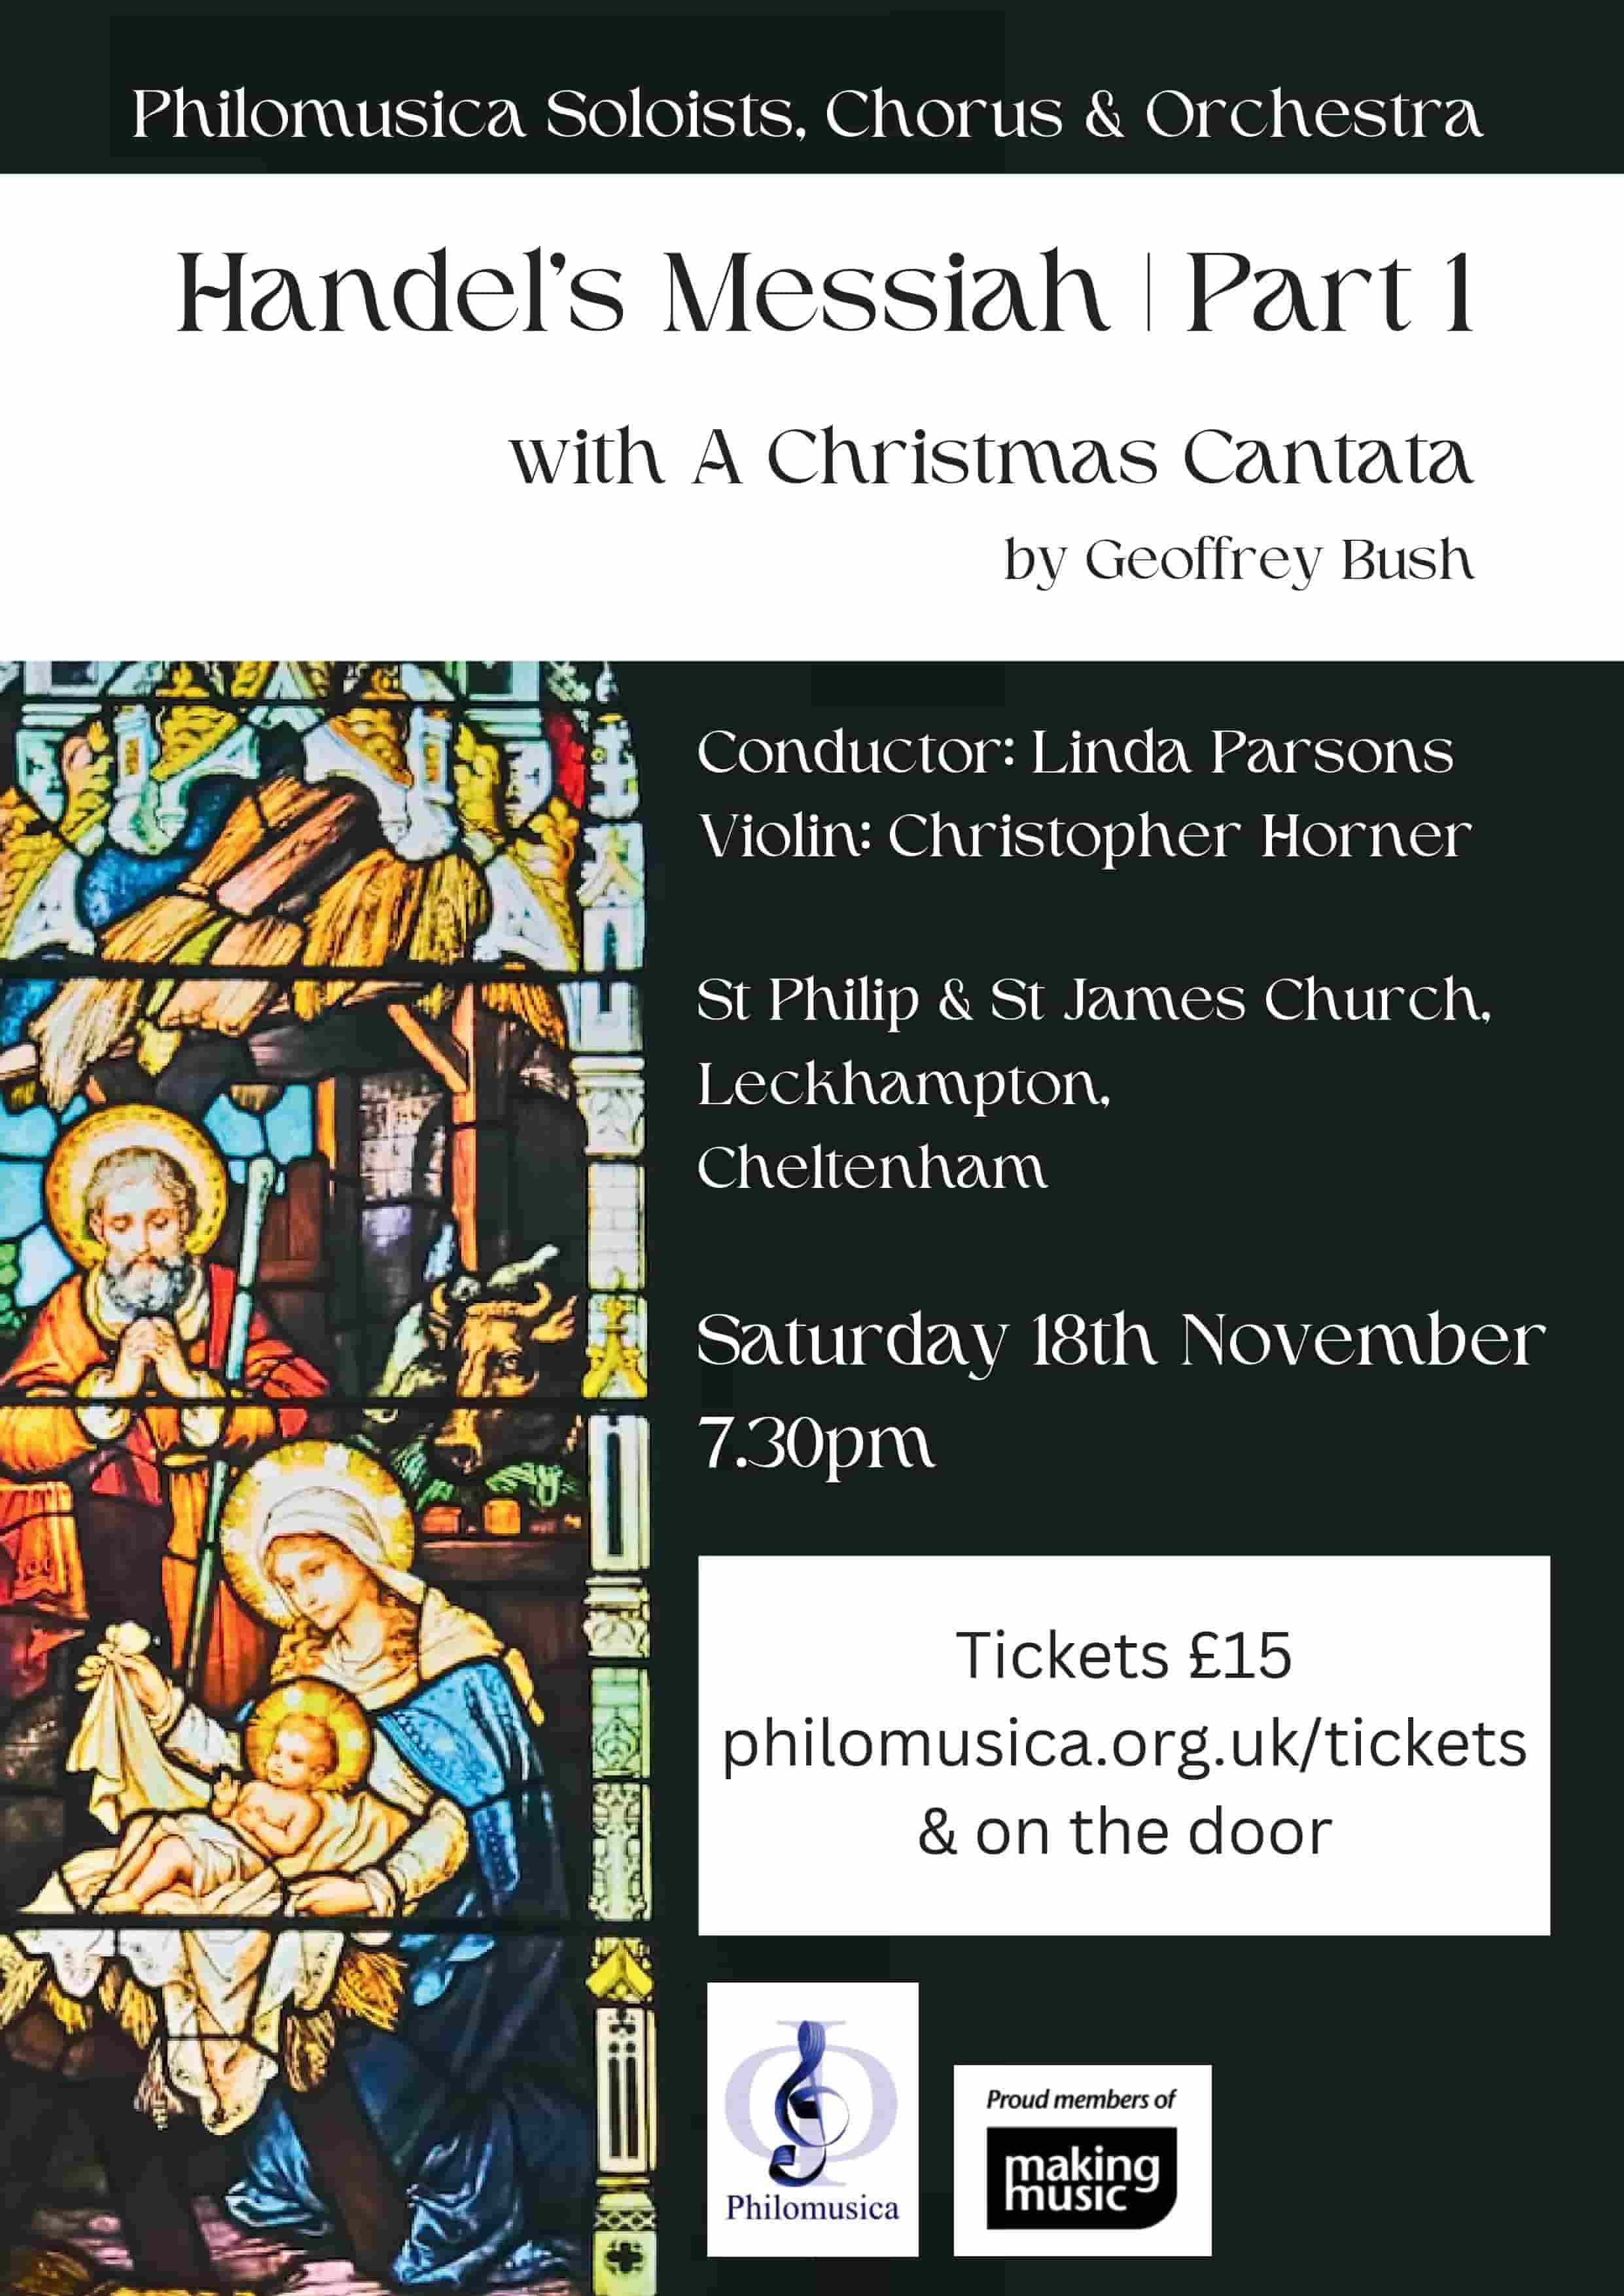 Philomusica Soloists, Chorus & Orchestra
Handel's Messiah | Part 1
with A Christmas Cantata
by Geoffrey Bush
Conductor: Linda Parsons
Violin: Christopher Horner
St Philip & St James Church,
Leckhampton,
Cheltenham
Saturday 18th November
7.30pm
Tickets £15
philomusica.org.uk/tickets
& on the door
Philomusica
Proud members of
making
music